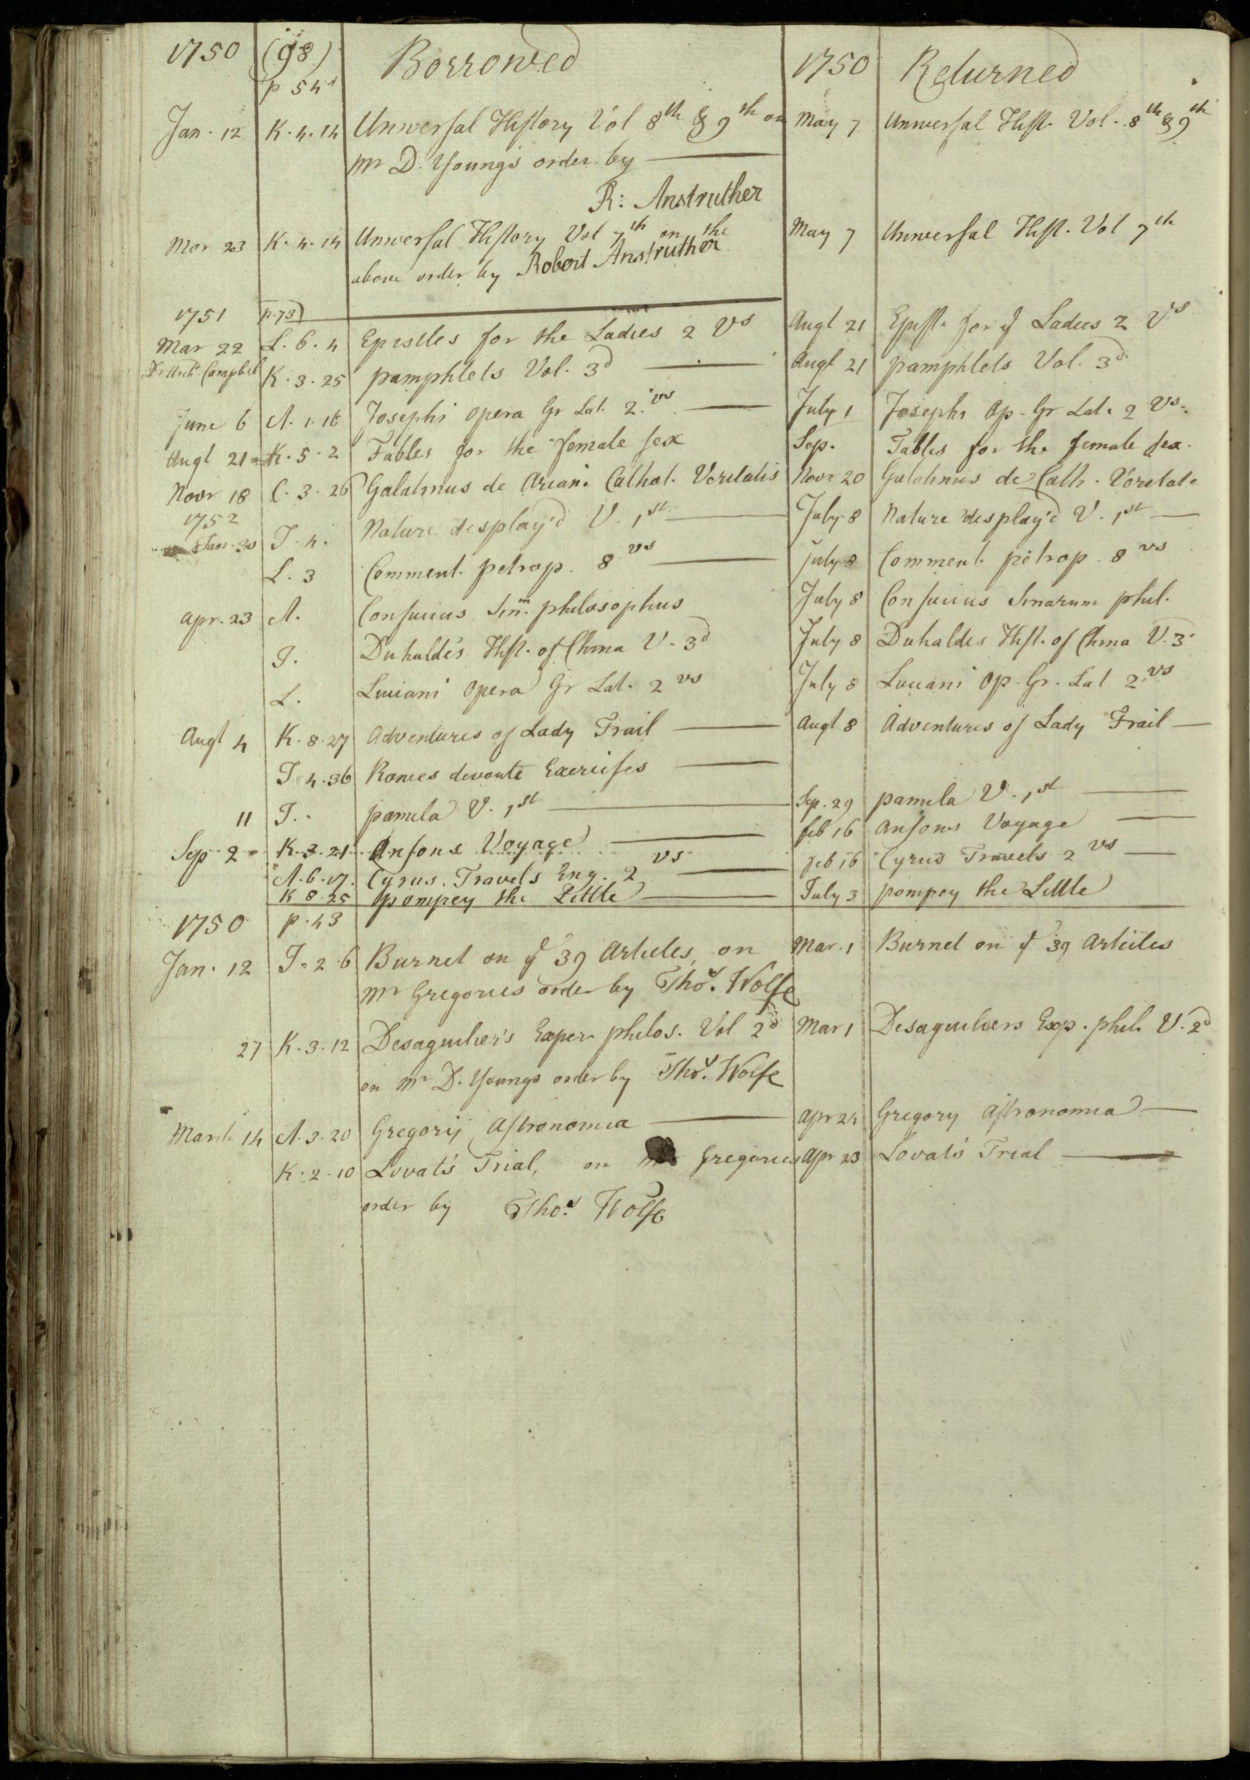 1750 (98) Borrowed 1750 Returned
p 54
Jan. 12 K.4.14 Universal History Vol 8th & 9th on May 7 Universal Hist. Vol. 8th & 9th
Mr D. Youngs order by
R: Anstruther
Mar 23 K.4.14 Universal History Vol 7th on the May 7 Universal Hist. Vol 7th
above order by Robert Anstruther
1751 p.73)
Mar 22 L.6.4 Epistles for the Ladies 2 Vs Augt 21 Epist. for ye Ladies 2 Vs
Dr Archd Campbel K.3.25 pamphlets Vol. 3d Augt 21 pamphlets Vol. 3d
June 6 A.1.16 Josephi opera Gr Lat. 2 vs July 1 Josephi Op. Gr Lat. 2 Vs.
Augt 21 K.5.2 Fables for the female sex Sep. Fables for the female sex.
Novr 18 C.3.26 Galatinus de Arcani Cathol. Veritatis Novr 20 Galatinus de Cath. Veritate
1752
Jan. 30 J.4. Nature display'd V. 1st July 8 Nature display'd V. 1st
L.3 Comment. petrop. 8 vs July 8 Comment. petrop. 8 vs
apr. 23 A. Confucius Sin: philosophus July 8 Confucius Sinarum phil.
J. Duhalde's Hist. of China V. 3d July 8 Duhaldes Hist. of China V. 3d
L. Luciani Opera Gr Lat. 2 vs July 8 Luciani Op. Gr. Lat 2 vs
Augt 4 K.8.27 Adventures of Lady Frail Augt 8 Adventures of Lady Frail
J.4.36 Rowes devoute Exercises
11 J.. pamela V. 1st Sep. 29 pamela V. 1st
Sep 2 K.3.21 Ansons Voyage feb 16 Ansons Voyage
A.6.17. Cyrus. Travels Eng. 2 vs feb 16 Cyrus Travels 2 vs
K 8.25 pompey the Little July 3 pompey the Little
1750 p.43
Jan. 12 J.2.6 Burnet on ye 39 Articles, on Mar. 1 Burnet on ye 39 Articles
Mr Gregories order by Thos. Wolfe
27 K.3.12 Desagulier's Exper. philos. Vol 2d Mar 1 Desaguliers Exp. phil. V. 2d
on Mr D. Youngs order by Thos. Wolfe
March 14 A.3.20 Gregorij Astronomia apr 24 Gregory Astronomia
K.2.10 Lovat's Trial, on Gregories apr 23 Lovat's Trial
order by Thos. Wolfe